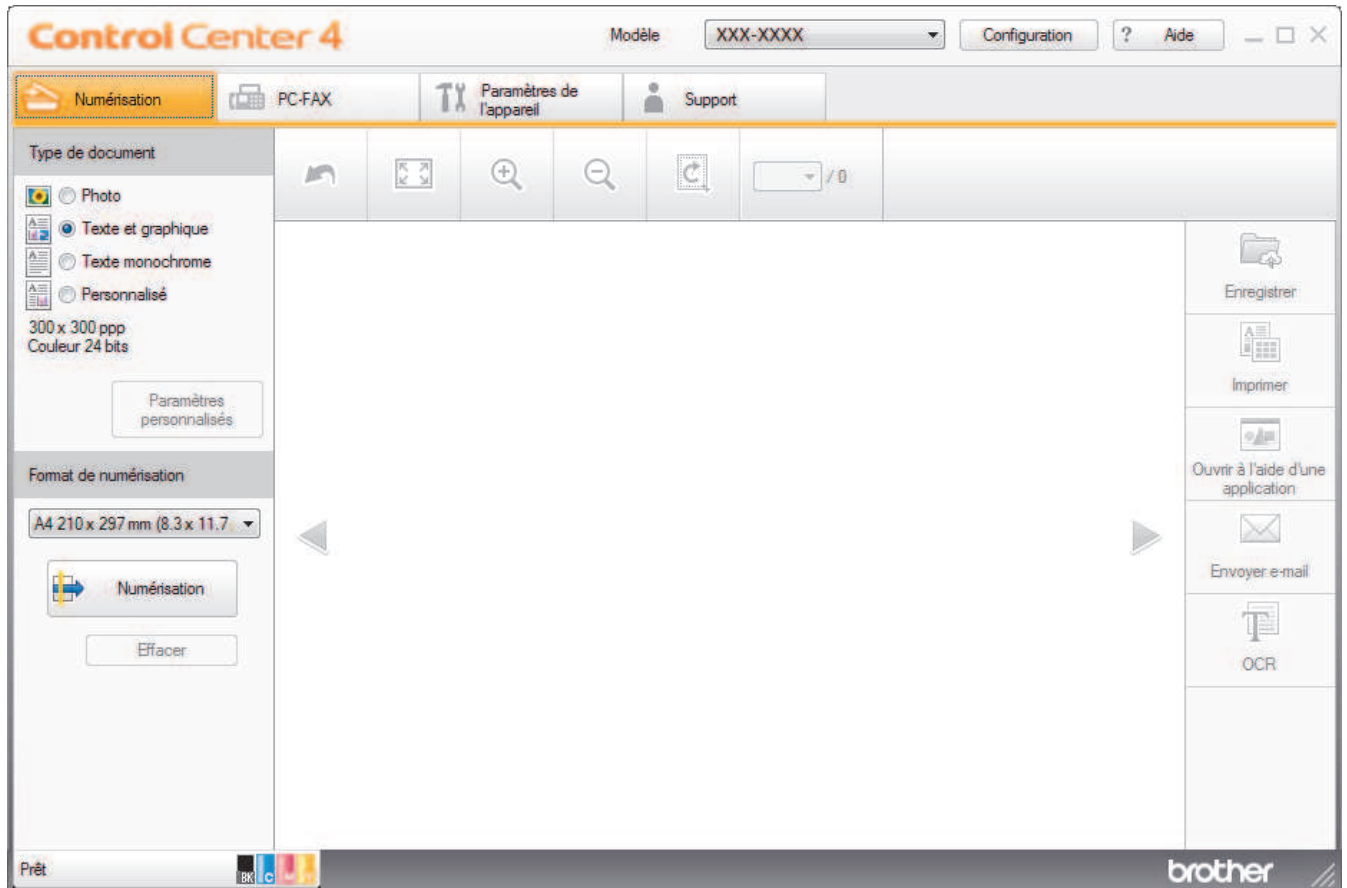 Control Center 4
Modèle XXX-XXXX Configuration ? Aide
Numérisation
PC-FAX
Paramètres de
l'appareil
Support
Type de document
Photo
Texte et graphique
Texte monochrome
Personnalisé
300 x 300 ppp
Couleur 24 bits
Paramètres
personnalisés
Format de numérisation
A4 210 x 297 mm (8.3 x 11.7
Numérisation
Effacer
/ 0
Enregistrer
Imprimer
Ouvrir à l'aide d'une
application
Envoyer e-mail
OCR
Prêt
BK C
brother